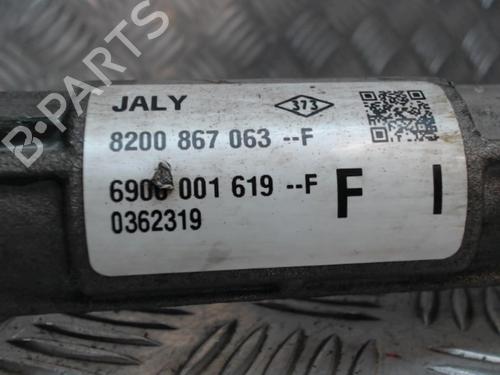 B-PARTS
JALY
373
8200 867 063 --F
6900 001 619 --F
F I
0362319